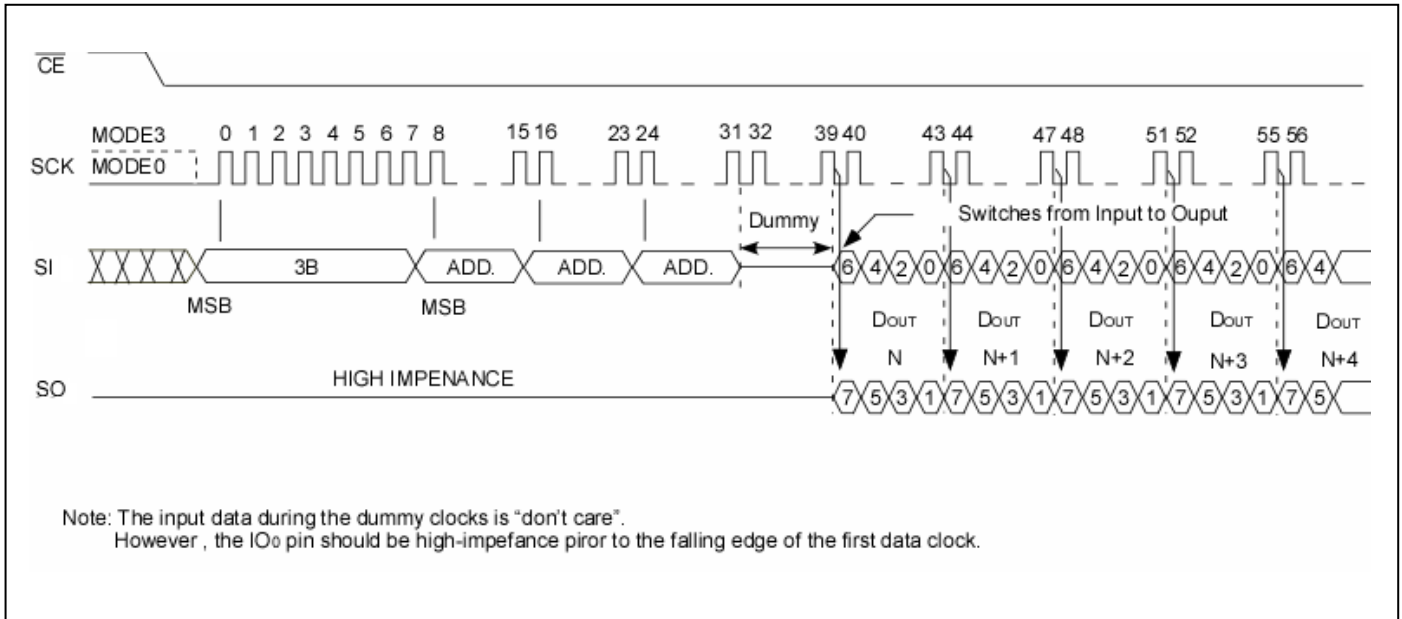 CE
MODE3 0 1 2 3 4 5 6 7 8 15 16 23 24 31 32 39 40 43 44 47 48 51 52 55 56
SCK MODE0
Dummy Switches from Input to Ouput
SI 3B ADD. ADD. ADD. 6 4 2 0 6 4 2 0 6 4 2 0 6 4 2 0 6 4
MSB MSB
DOUT DOUT DOUT DOUT DOUT
N N+1 N+2 N+3 N+4
HIGH IMPENANCE
SO 7 5 3 1 7 5 3 1 7 5 3 1 7 5 3 1 7 5
Note: The input data during the dummy clocks is “don't care”.
However , the IO0 pin should be high-impefance piror to the falling edge of the first data clock.